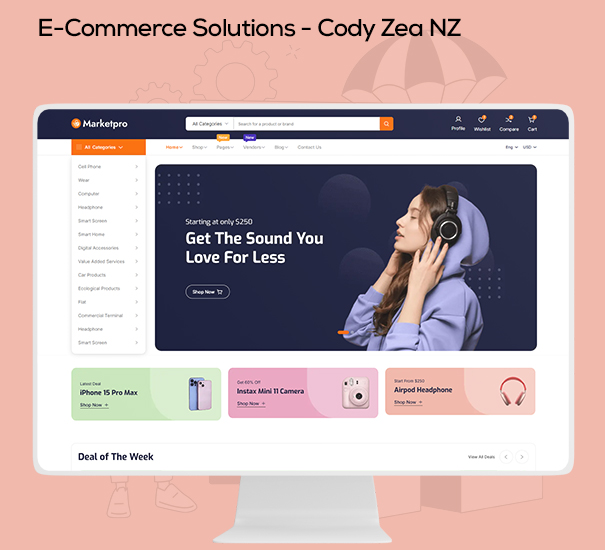 E-Commerce Solutions - Cody Zea NZ
Marketpro
All Categories
Search for a product or brand
Profile
Wishlist
Compare
Cart
New
New
All Categories
Home
Shop
Pages
Vendors
Blog
Contact Us
Eng
USD
Cell Phone
Wear
Computer
Headphone
Smart Screen
Smart Home
Digital Accessories
Value Added Services
Car Products
Ecological Products
Flat
Commercial Terminal
Headphone
Smart Screen
Starting at only $250
Get The Sound You
Love For Less
Shop Now
Latest Deal
iPhone 15 Pro Max
Shop Now
Get 60% Off
Instax Mini 11 Camera
Shop Now
Start From $250
Airpod Headphone
Shop Now
Deal of The Week
View All Deals